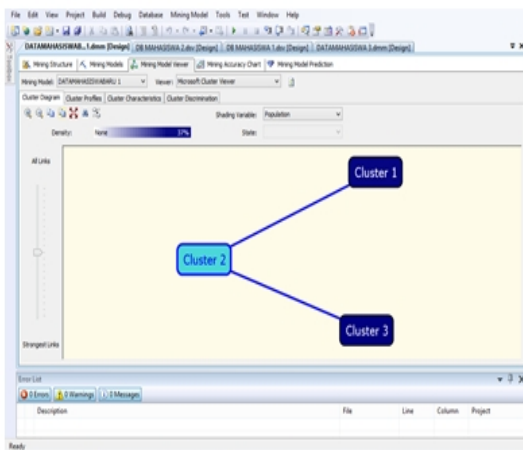 File Edit View Project Build Debug Database Mining Model Tools Test Window Help
DATAMAHASISWAB...1.dmm [Design] DB MAHASISWA 2.dsv [Design] DB MAHASISWA 1.dsv [Design] DATAMAHASISWA 3.dmm [Design]
Mining Structure Mining Models Mining Model Viewer Mining Accuracy Chart Mining Model Prediction
Mining Model: DATAMAHASISWABARU 1 Viewer: Microsoft Cluster Viewer
Cluster Diagram Cluster Profiles Cluster Characteristics Cluster Discrimination
Shading Variable: Population
Density: None 37% State:
All Links
Cluster 1
Cluster 2
Cluster 3
Strongest Links
Error List
0 Errors 0 Warnings 0 Messages
Description File Line Column Project
Ready